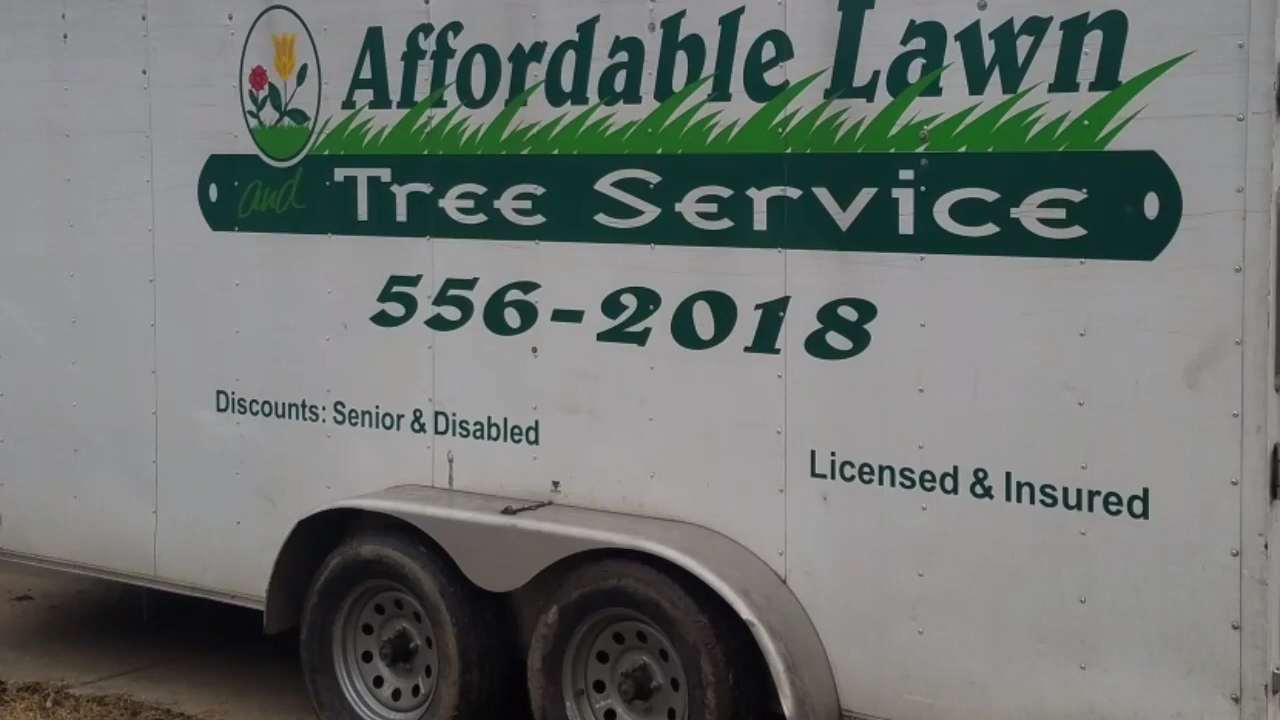 Affordable Lawn
and Tree Service
556-2018
Discounts: Senior & Disabled
Licensed & Insured